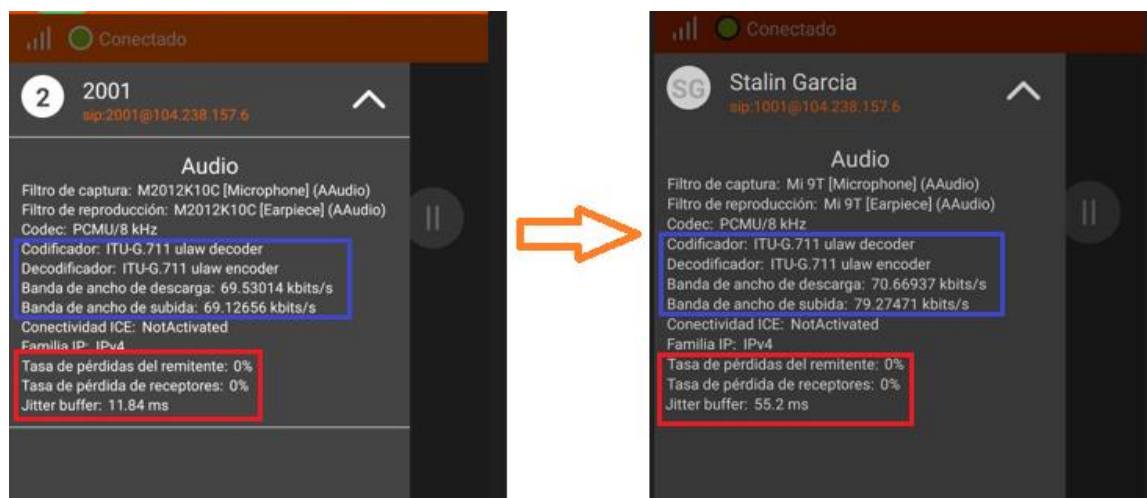 Conectado
2
2001
sip:2001@104.238.157.6
Audio
Filtro de captura: M2012K10C [Microphone] (AAudio)
Filtro de reproducción: M2012K10C [Earpiece] (AAudio)
Codec: PCMU/8 kHz
Codificador: ITU-G.711 ulaw decoder
Decodificador: ITU-G.711 ulaw encoder
Banda de ancho de descarga: 69.53014 kbits/s
Banda de ancho de subida: 69.12656 kbits/s
Conectividad ICE: NotActivated
Familia IP: IPv4
Tasa de pérdidas del remitente: 0%
Tasa de pérdida de receptores: 0%
Jitter buffer: 11.84 ms
Conectado
SG
Stalin Garcia
sip:1001@104.238.157.6
Audio
Filtro de captura: Mi 9T [Microphone] (AAudio)
Filtro de reproducción: Mi 9T [Earpiece] (AAudio)
Codec: PCMU/8 kHz
Codificador: ITU-G.711 ulaw decoder
Decodificador: ITU-G.711 ulaw encoder
Banda de ancho de descarga: 70.66937 kbits/s
Banda de ancho de subida: 79.27471 kbits/s
Conectividad ICE: NotActivated
Familia IP: IPv4
Tasa de pérdidas del remitente: 0%
Tasa de pérdida de receptores: 0%
Jitter buffer: 55.2 ms